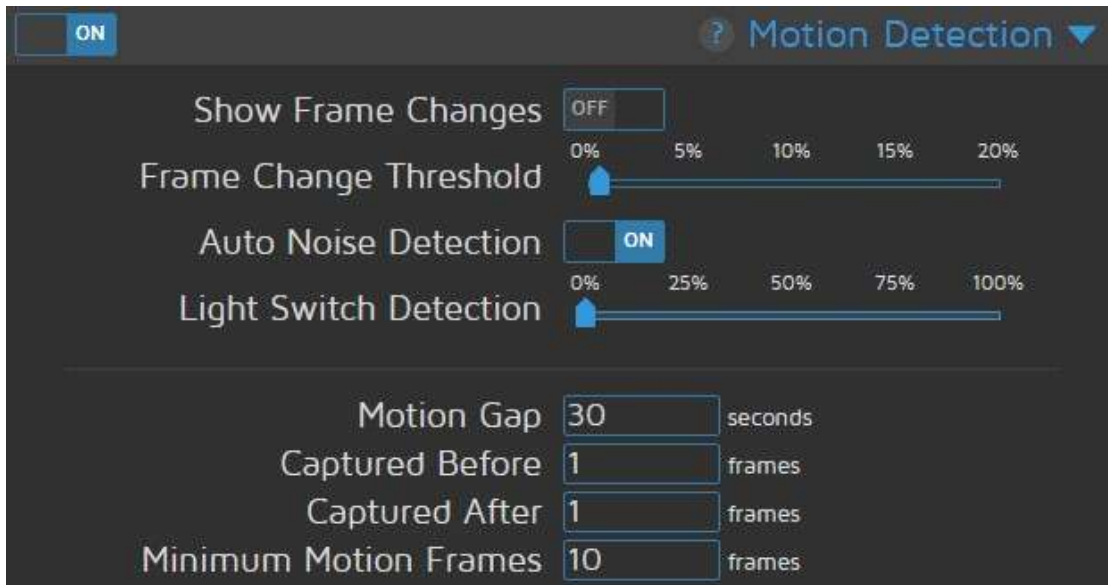 ON ? Motion Detection
Show Frame Changes OFF
0% 5% 10% 15% 20%
Frame Change Threshold
Auto Noise Detection ON
0% 25% 50% 75% 100%
Light Switch Detection
Motion Gap 30 seconds
Captured Before 1 frames
Captured After 1 frames
Minimum Motion Frames 10 frames